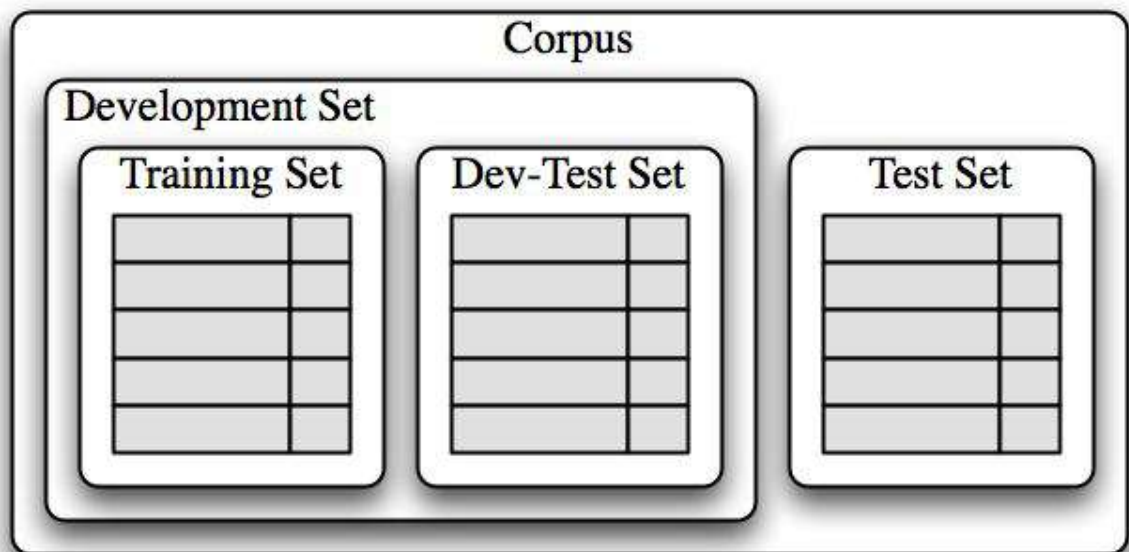 Corpus
Development Set
Training Set
Dev-Test Set
Test Set